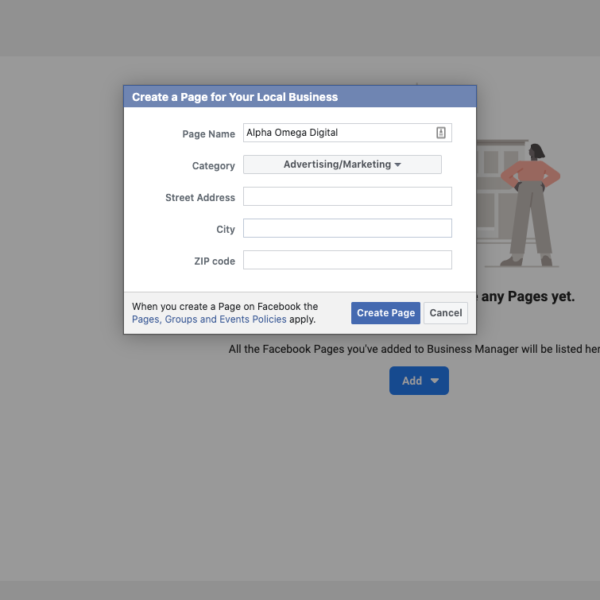 Create a Page for Your Local Business
Page Name Alpha Omega Digital
Category Advertising/Marketing
Street Address
City
ZIP code
When you create a Page on Facebook the
Pages, Groups and Events Policies apply.
Create Page Cancel
any Pages yet.
All the Facebook Pages you've added to Business Manager will be listed her
Add